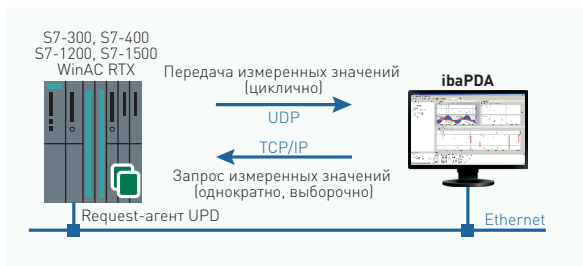 S7-300, S7-400
S7-1200, S7-1500
WinAC RTX
Передача измеренных значений
(циклично)
UDP
ibaPDA
TCP/IP
Запрос измеренных значений
(однократно, выборочно)
Request-агент UPD
Ethernet